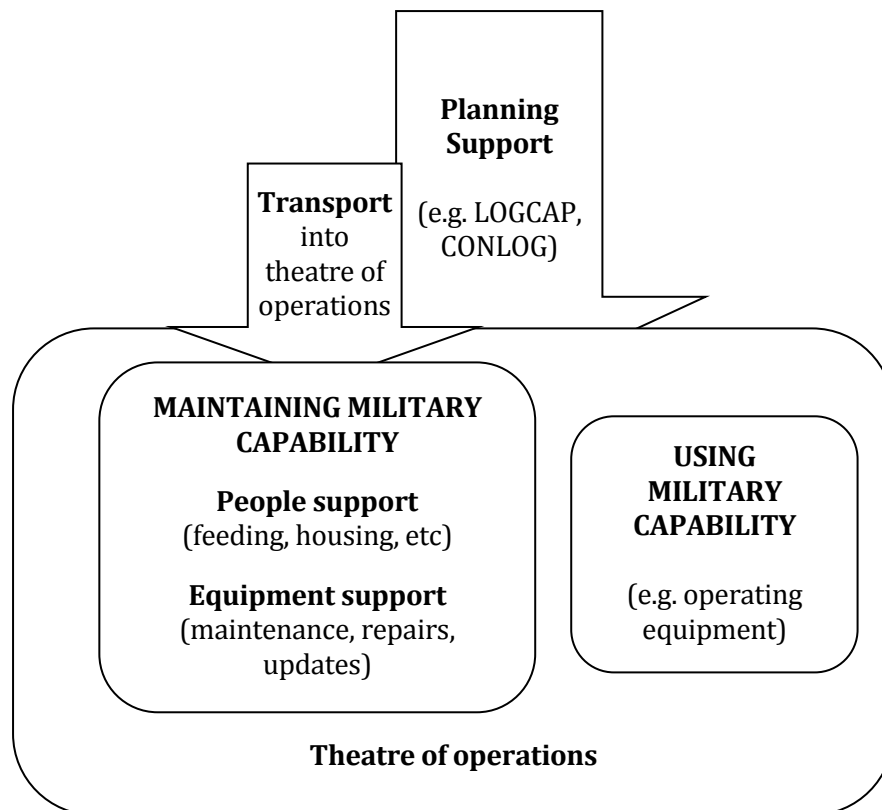 Planning
Support
(e.g. LOGCAP,
CONLOG)
Transport
into
theatre of
operations
MAINTAINING MILITARY
CAPABILITY
People support
(feeding, housing, etc)
Equipment support
(maintenance, repairs,
updates)
USING
MILITARY
CAPABILITY
(e.g. operating
equipment)
Theatre of operations